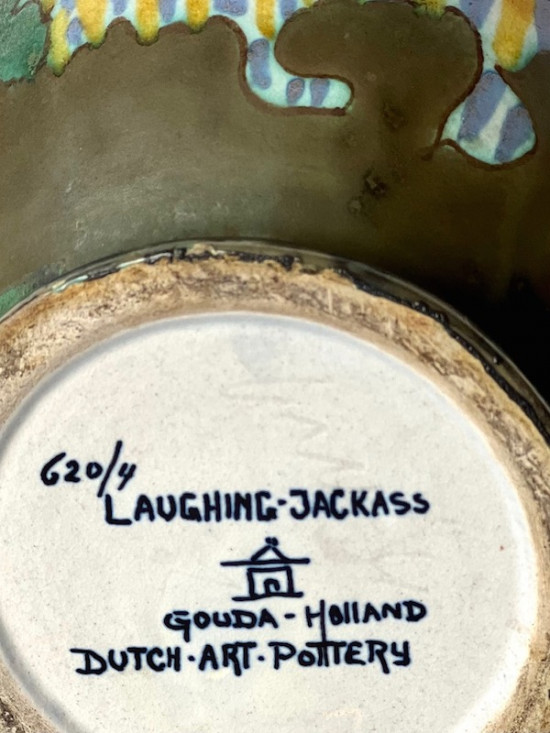 620/4
LAUGHING-JACKASS
GOUDA-HOllAND
DUTCH·ART·POTTERY